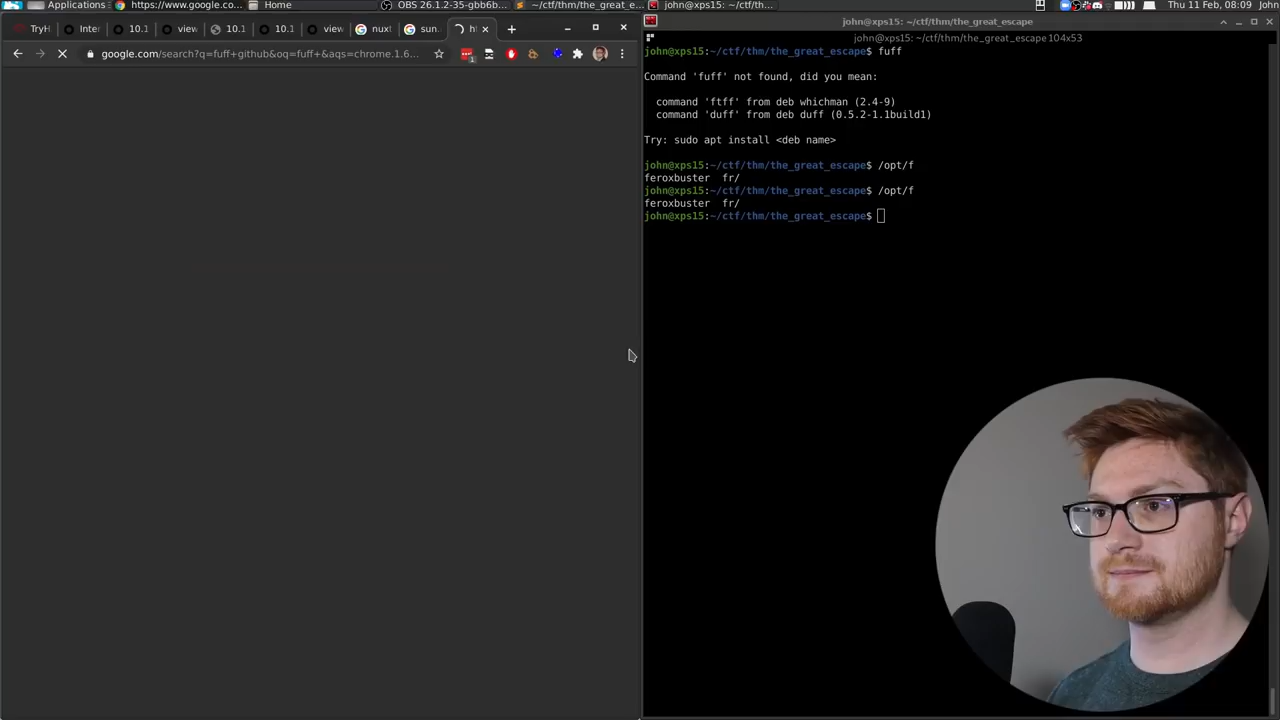 Applications
https://www.google.co...
Home
OBS 26.1.2-35-gbb6b...
~/ctf/thm/the_great_e...
john@xps15: ~/ctf/th...
Thu 11 Feb, 08:09
John
TryH
Inter
10.1
view
10.1
10.1
view
nuxt
sun.
google.com/search?q=fuff+github&oq=fuff+&aqs=chrome.1.6...
1
john@xps15: ~/ctf/thm/the_great_escape
john@xps15: ~/ctf/thm/the_great_escape 104x53
john@xps15:~/ctf/thm/the_great_escape$ fuff
Command 'fuff' not found, did you mean:
command 'ftff' from deb whichman (2.4-9)
command 'duff' from deb duff (0.5.2-1.1build1)
Try: sudo apt install <deb name>
john@xps15:~/ctf/thm/the_great_escape$ /opt/f
feroxbuster fr/
john@xps15:~/ctf/thm/the_great_escape$ /opt/f
feroxbuster fr/
john@xps15:~/ctf/thm/the_great_escape$